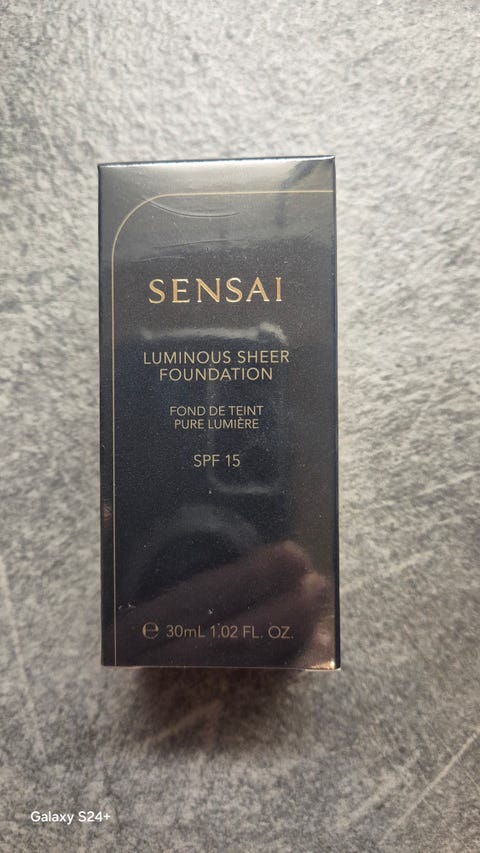 SENSAI
LUMINOUS SHEER
FOUNDATION
FOND DE TEINT
PURE LUMIÈRE
SPF 15
℮ 30mL 1.02 FL. OZ.
Galaxy S24+